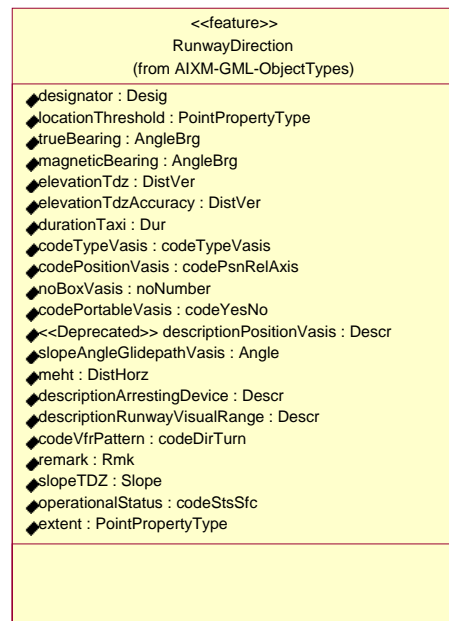 <<feature>>
RunwayDirection
(from AIXM-GML-ObjectTypes)
designator : Desig
locationThreshold : PointPropertyType
trueBearing : AngleBrg
magneticBearing : AngleBrg
elevationTdz : DistVer
elevationTdzAccuracy : DistVer
durationTaxi : Dur
codeTypeVasis : codeTypeVasis
codePositionVasis : codePsnRelAxis
noBoxVasis : noNumber
codePortableVasis : codeYesNo
<<Deprecated>> descriptionPositionVasis : Descr
slopeAngleGlidepathVasis : Angle
meht : DistHorz
descriptionArrestingDevice : Descr
descriptionRunwayVisualRange : Descr
codeVfrPattern : codeDirTurn
remark : Rmk
slopeTDZ : Slope
operationalStatus : codeStsSfc
extent : PointPropertyType